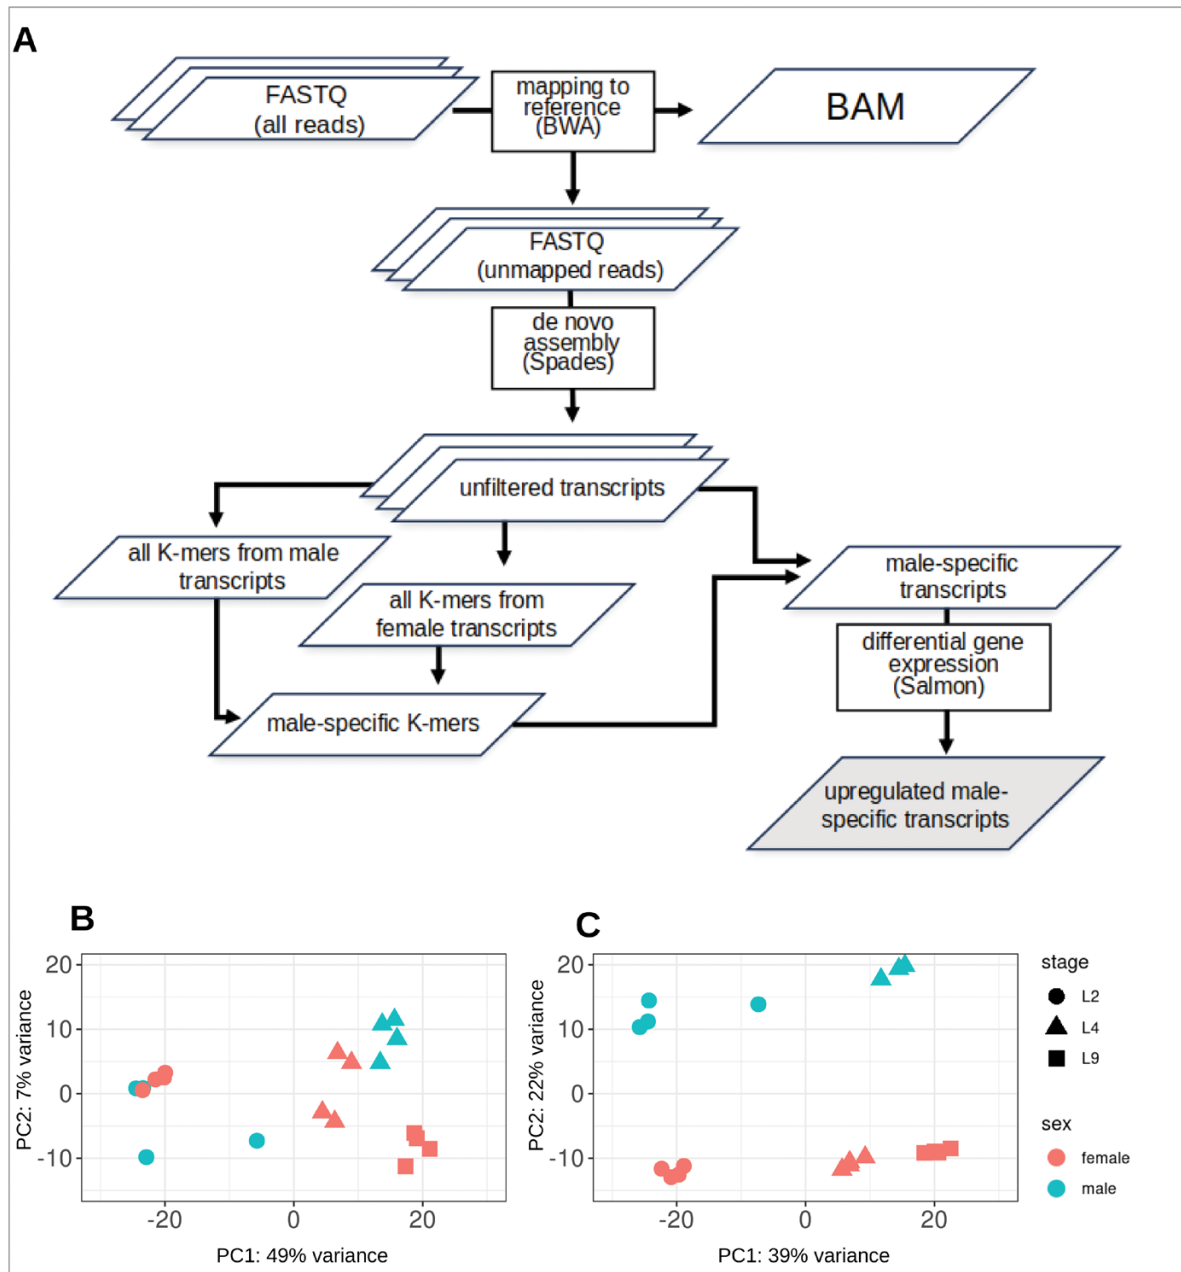 A
FASTQ
(all reads)
mapping to
reference
(BWA)
BAM
FASTQ
(unmapped reads)
de novo
assembly
(Spades)
unfiltered transcripts
all K-mers from male
transcripts
all K-mers from
female transcripts
male-specific
transcripts
differential gene
expression
(Salmon)
male-specific K-mers
upregulated male-
specific transcripts
B
PC2: 7% variance
20
10
0
-10
-20
0
20
PC1: 49% variance
C
PC2: 22% variance
20
10
0
-10
-20
0
20
PC1: 39% variance
stage
L2
L4
L9
sex
female
male